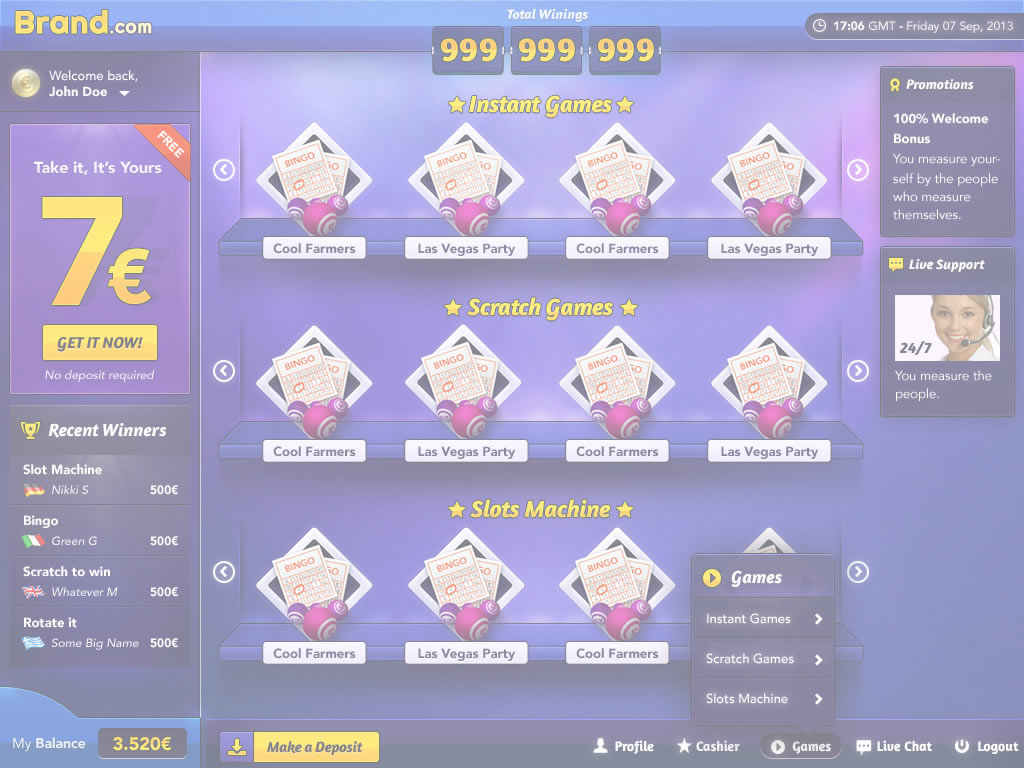 Brand.com
Total Winings
999 999 999
17:06 GMT - Friday 07 Sep, 2013
Welcome back,
John Doe
FREE
Take it, It's Yours
7€
GET IT NOW!
No deposit required
Recent Winners
Slot Machine
Nikki S 500€
Bingo
Green G 500€
Scratch to win
Whatever M 500€
Rotate it
Some Big Name 500€
My Balance 3.520€
Instant Games
BINGO BINGO BINGO BINGO
Cool Farmers Las Vegas Party Cool Farmers Las Vegas Party
Scratch Games
BINGO BINGO BINGO BINGO
Cool Farmers Las Vegas Party Cool Farmers Las Vegas Party
Slots Machine
BINGO BINGO BINGO
Cool Farmers Las Vegas Party Cool Farmers
Games
Instant Games
Scratch Games
Slots Machine
Promotions
100% Welcome
Bonus
You measure your-
self by the people
who measure
themselves.
Live Support
24/7
You measure the
people.
Make a Deposit
Profile Cashier Games Live Chat Logout